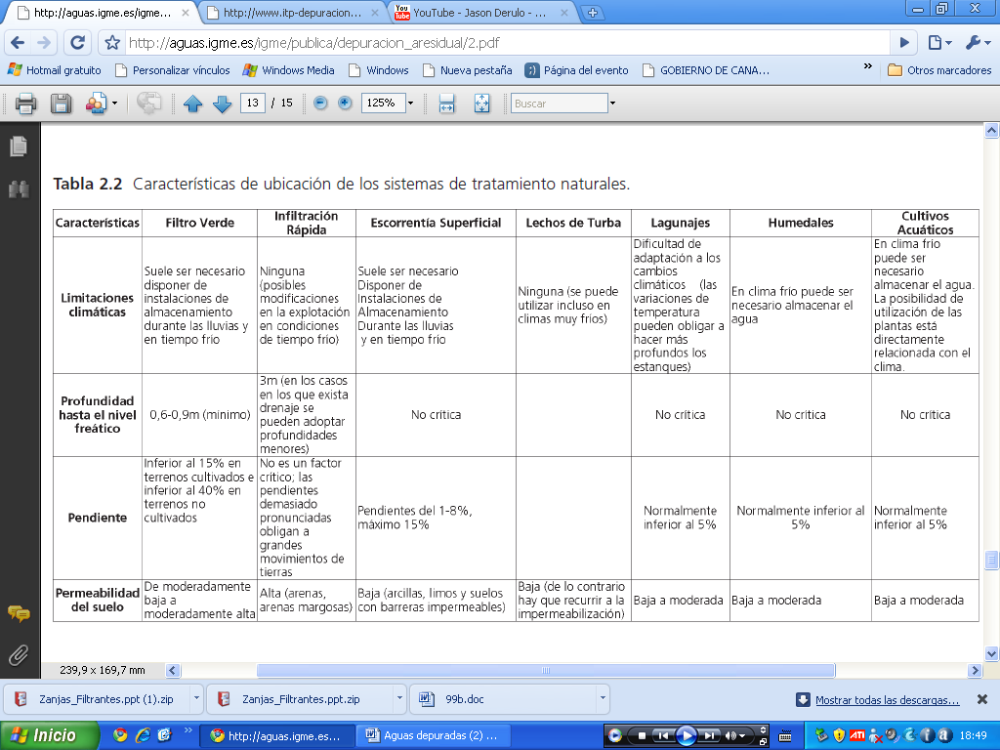 http://aguas.igme.es/igme...
http://www.itp-depuracion...
YouTube - Jason Derulo - ...
http://aguas.igme.es/igme/publica/depuracion_aresidual/2.pdf
Hotmail gratuito
Personalizar vínculos
Windows Media
Windows
Nueva pestaña
Página del evento
GOBIERNO DE CANA...
»
Otros marcadores
13 / 15
125%
Buscar
Tabla 2.2 Características de ubicación de los sistemas de tratamiento naturales.
Características
Filtro Verde
Infiltración
Rápida
Escorrentía Superficial
Lechos de Turba
Lagunajes
Humedales
Cultivos
Acuáticos
Limitaciones
climáticas
Suele ser necesario
disponer de
instalaciones de
almacenamiento
durante las lluvias y
en tiempo frío
Ninguna
(posibles
modificaciones
en la explotación
en condiciones
de tiempo frío)
Suele ser necesario
Disponer de
Instalaciones de
Almacenamiento
Durante las lluvias
y en tiempo frío
Ninguna (se puede
utilizar incluso en
climas muy fríos)
Dificultad de
adaptación a los
cambios
climáticos (las
variaciones de
temperatura
pueden obligar a
hacer más
profundos los
estanques)
En clima frío puede ser
necesario almacenar el
agua
En clima frío
puede ser
necesario
almacenar el agua.
La posibilidad de
utilización de las
plantas está
directamente
relacionada con el
clima.
Profundidad
hasta el nivel
freático
0,6-0,9m (mínimo)
3m (en los casos
en los que exista
drenaje se
pueden adoptar
profundidades
menores)
No crítica
No crítica
No crítica
No crítica
Pendiente
Inferior al 15% en
terrenos cultivados e
inferior al 40% en
terrenos no
cultivados
No es un factor
crítico; las
pendientes
demasiado
pronunciadas
obligan a
grandes
movimientos de
tierras
Pendientes del 1-8%,
máximo 15%
Normalmente
inferior al 5%
Normalmente inferior al
5%
Normalmente
inferior al 5%
Permeabilidad
del suelo
De moderadamente
baja a
moderadamente alta
Alta (arenas,
arenas margosas)
Baja (arcillas, limos y suelos
con barreras impermeables)
Baja (de lo contrario
hay que recurrir a la
impermeabilización)
Baja a moderada
Baja a moderada
Baja a moderada
239,9 x 169,7 mm
Zanjas_Filtrantes.ppt (1).zip
Zanjas_Filtrantes.ppt.zip
99b.doc
Mostrar todas las descargas...
Inicio
»
http://aguas.igme.es...
Aguas depuradas (2) ...
ATI
18:49